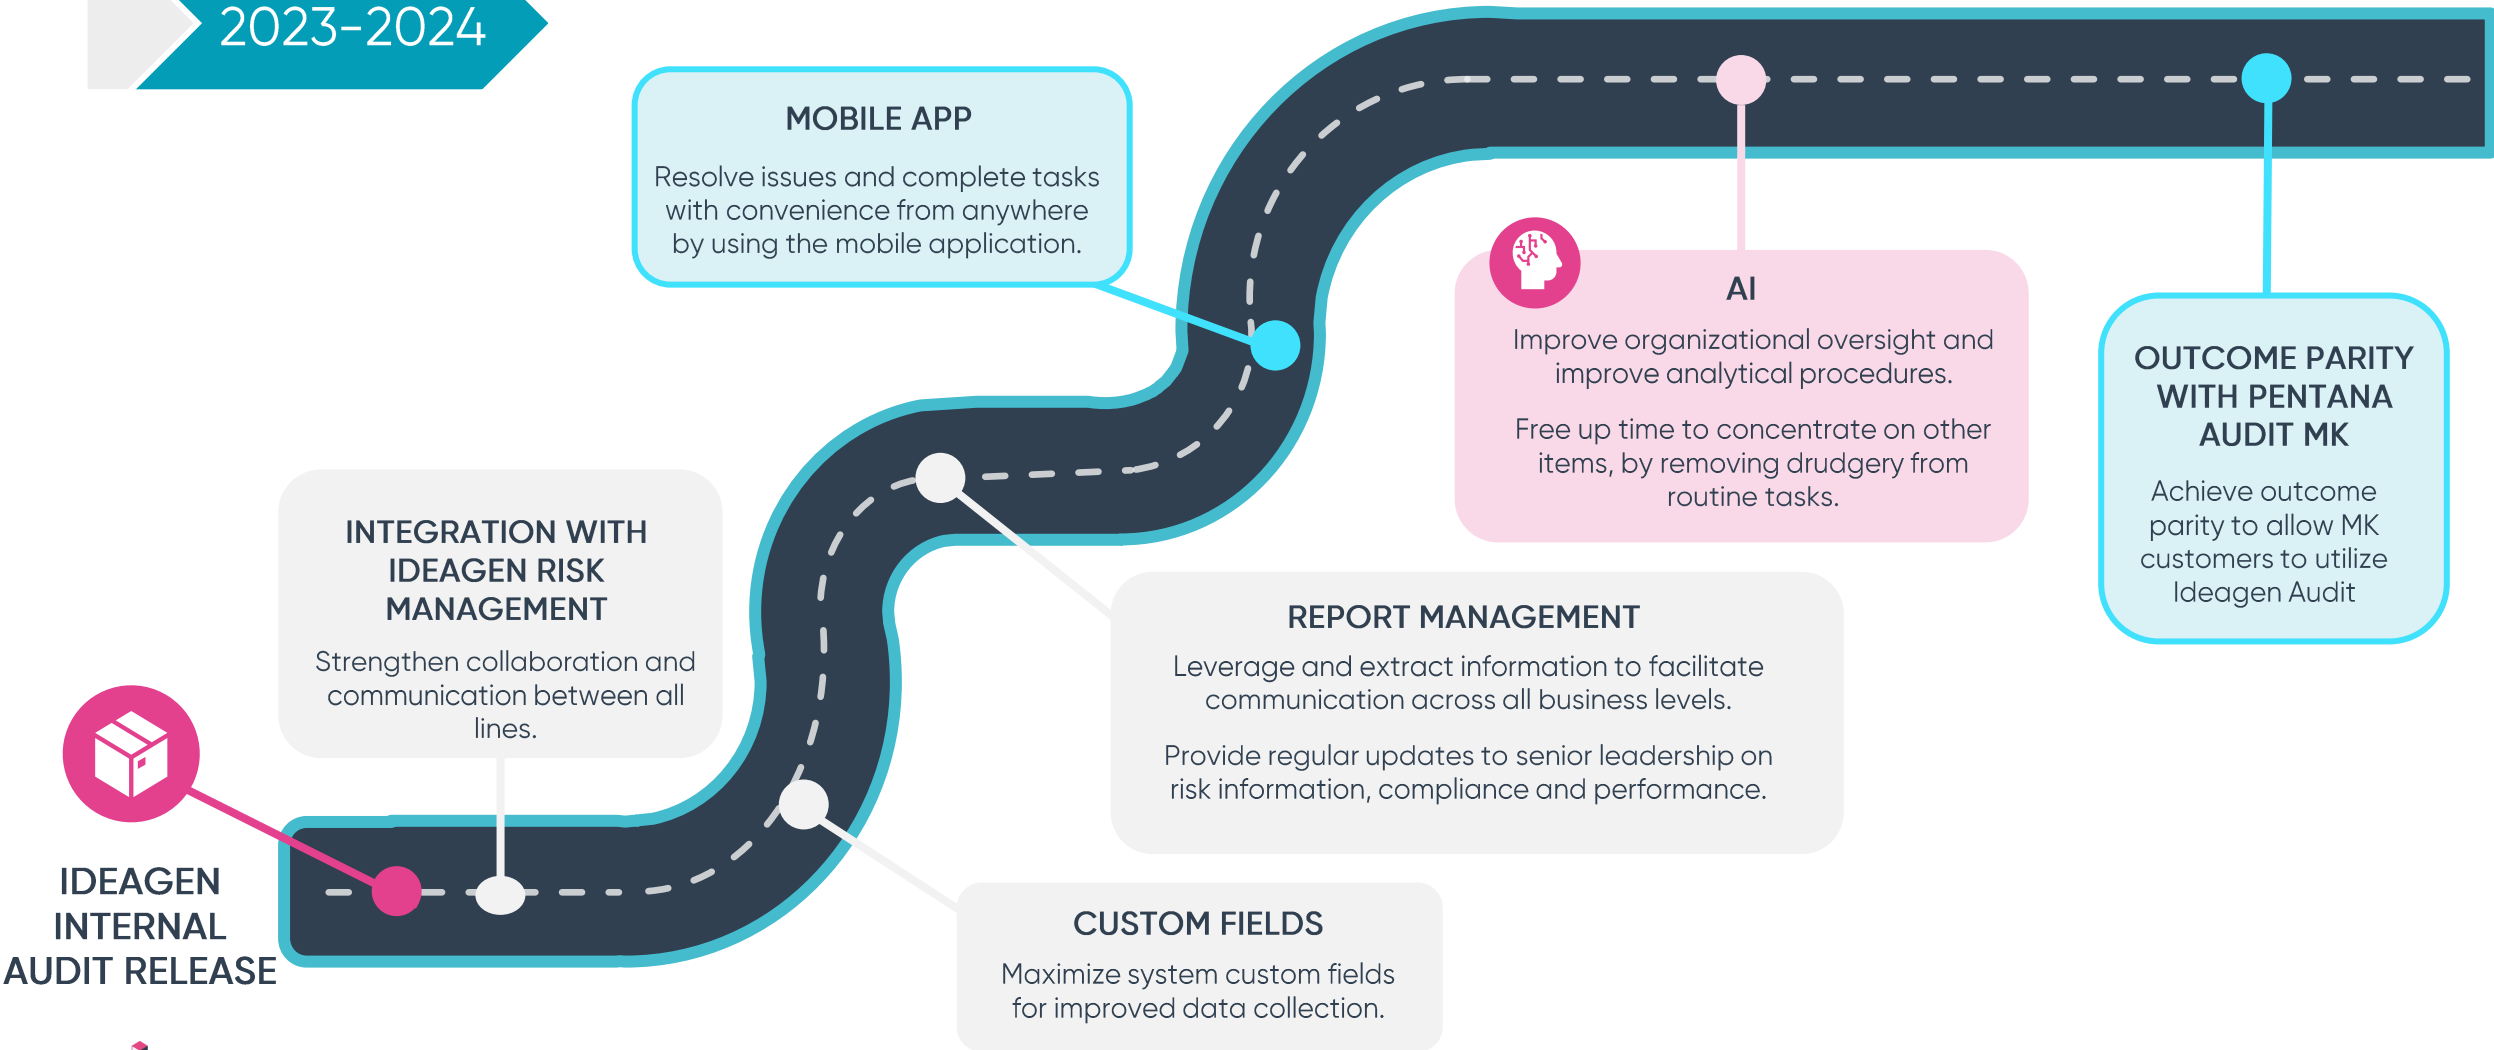 2023-2024
MOBILE APP
Resolve issues and complete tasks
with convenience from anywhere
by using the mobile application.
AI
Improve organizational oversight and
improve analytical procedures.
Free up time to concentrate on other
items, by removing drudgery from
routine tasks.
OUTCOME PARITY
WITH PENTANA
AUDIT MK
Achieve outcome
parity to allow MK
customers to utilize
Ideagen Audit
INTEGRATION WITH
IDEAGEN RISK
MANAGEMENT
Strengthen collaboration and
communication between all
lines.
REPORT MANAGEMENT
Leverage and extract information to facilitate
communication across all business levels.
Provide regular updates to senior leadership on
risk information, compliance and performance.
IDEAGEN
INTERNAL
AUDIT RELEASE
CUSTOM FIELDS
Maximize system custom fields
for improved data collection.